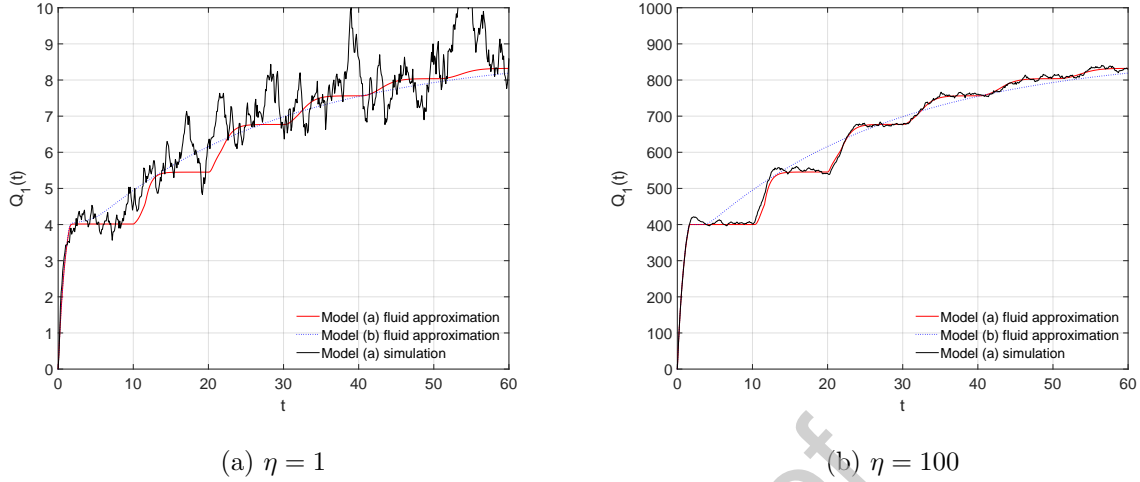 10
9
8
7
6
5
4
3
2
1
0
Q1(t)
0 10 20 30 40 50 60
t
Model (a) fluid approximation
Model (b) fluid approximation
Model (a) simulation
(a) η = 1
1000
900
800
700
600
500
400
300
200
100
0
Q1(t)
0 10 20 30 40 50 60
t
Model (a) fluid approximation
Model (b) fluid approximation
Model (a) simulation
(b) η = 100
of